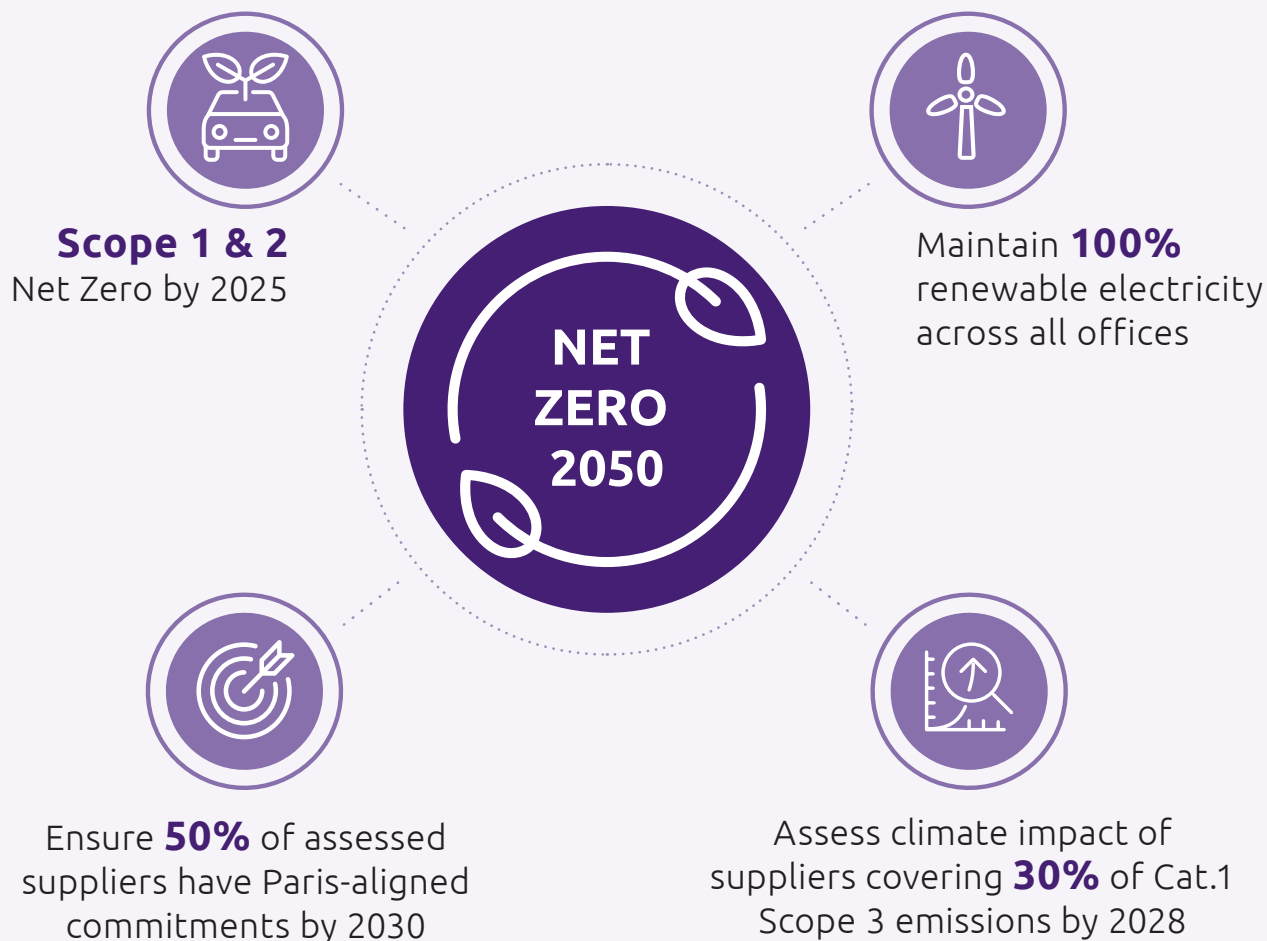 Scope 1 & 2
Net Zero by 2025
Maintain 100%
renewable electricity
across all offices
NET
ZERO
2050
Ensure 50% of assessed
suppliers have Paris-aligned
commitments by 2030
Assess climate impact of
suppliers covering 30% of Cat.1
Scope 3 emissions by 2028